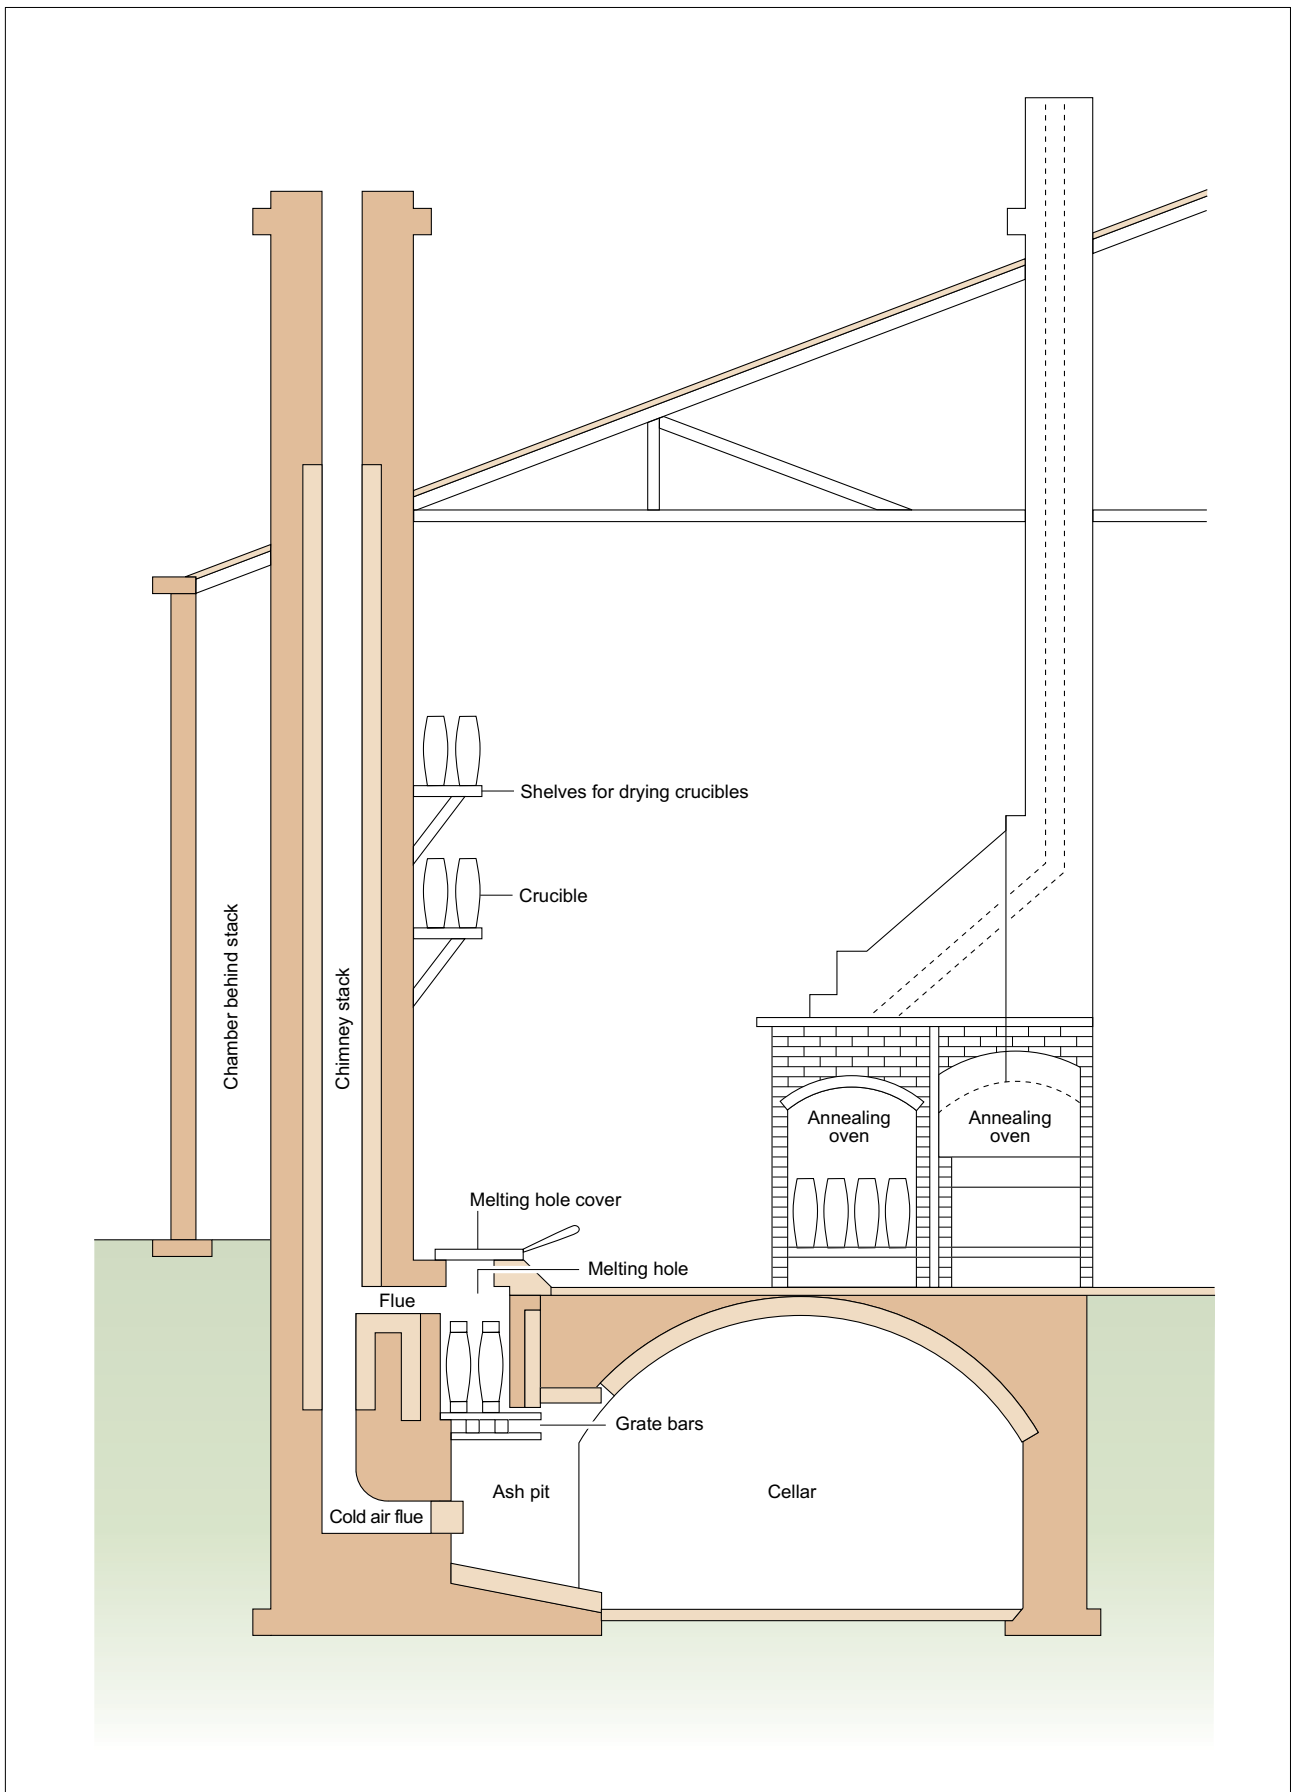 Shelves for drying crucibles
Crucible
Chamber behind stack
Chimney stack
Annealing
oven
Annealing
oven
Melting hole cover
Melting hole
Flue
Grate bars
Ash pit
Cellar
Cold air flue